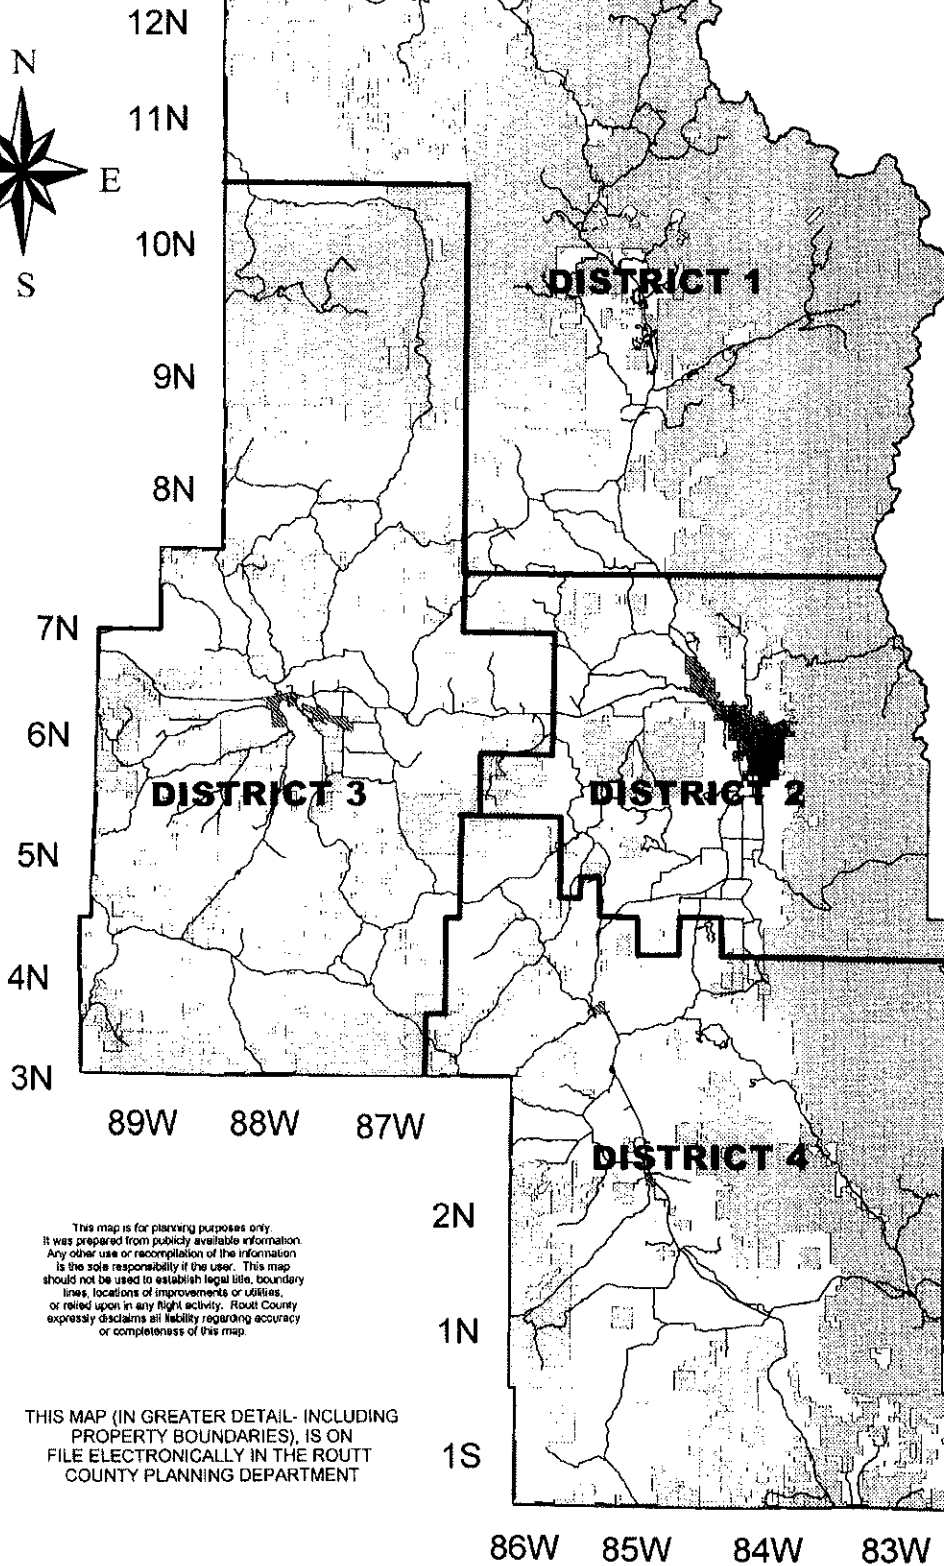 12N
N
11N
E
10N
S
DISTRICT 1
9N
8N
7N
6N
DISTRICT 3
DISTRICT 2
5N
4N
3N
89W 88W 87W
DISTRICT 4
2N
This map is for planning purposes only.
It was prepared from publicly available information.
Any other use or recompilation of the information
is the sole responsibility if the user. This map
should not be used to establish legal title, boundary
lines, locations of improvements or utilities,
or relied upon in any flight activity. Routt County
expressly disclaims all liability regarding accuracy
or completeness of this map.
1N
THIS MAP (IN GREATER DETAIL- INCLUDING
PROPERTY BOUNDARIES), IS ON
FILE ELECTRONICALLY IN THE ROUTT
COUNTY PLANNING DEPARTMENT
1S
86W 85W 84W 83W